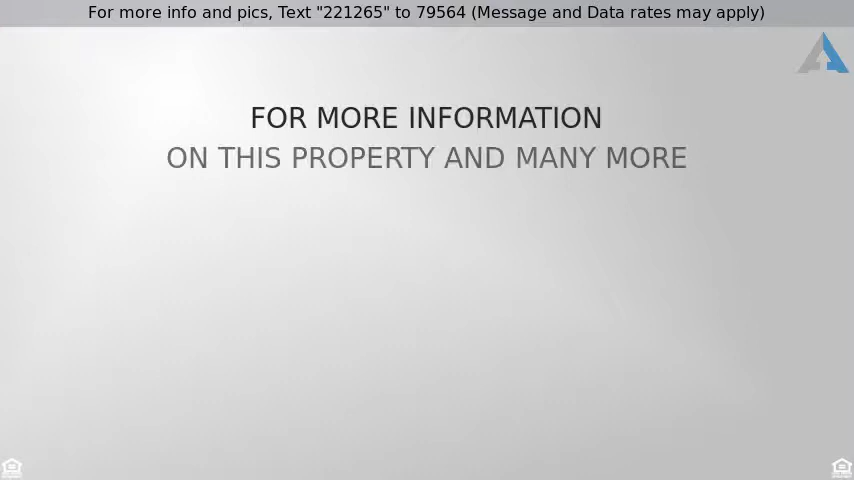 For more info and pics, Text "221265" to 79564 (Message and Data rates may apply)
FOR MORE INFORMATION
ON THIS PROPERTY AND MANY MORE